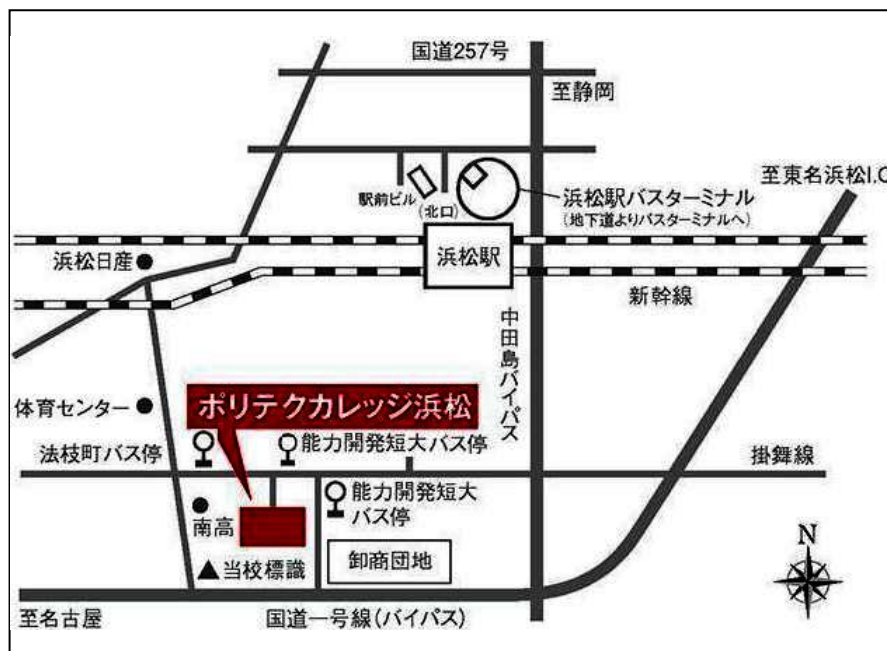 国道257号
至静岡
至東名浜松I.C
駅前ビル
(北口)
浜松駅バスターミナル
(地下道よりバスターミナルへ)
浜松日産
浜松駅
新幹線
中田島バイパス
体育センター
ポリテクカレッジ浜松
法枝町バス停
能力開発短大バス停
掛舞線
能力開発短大
バス停
南高
N
当校標識
卸商団地
至名古屋
国道一号線(バイパス)